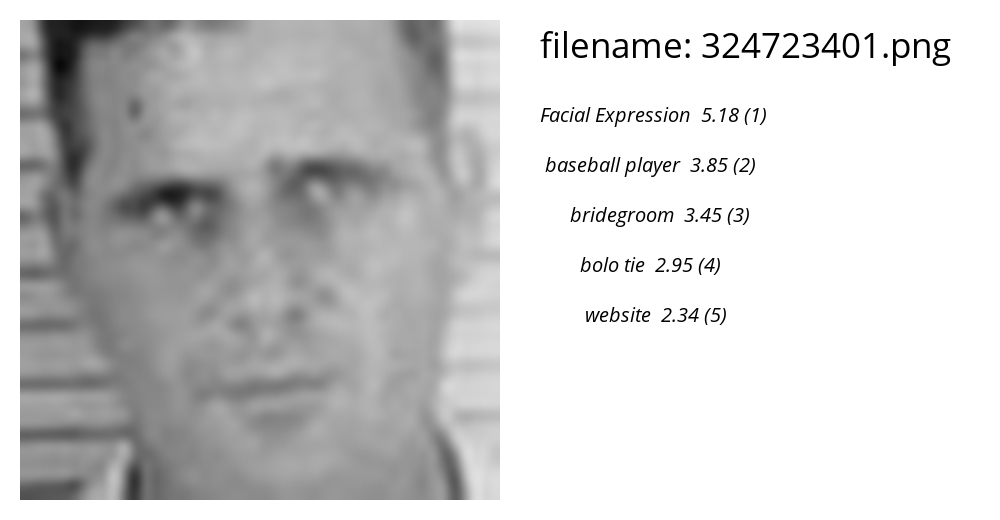 filename: 324723401.png
Facial Expression 5.18 (1)
baseball player 3.85 (2)
bridegroom 3.45 (3)
bolo tie 2.95 (4)
website 2.34 (5)